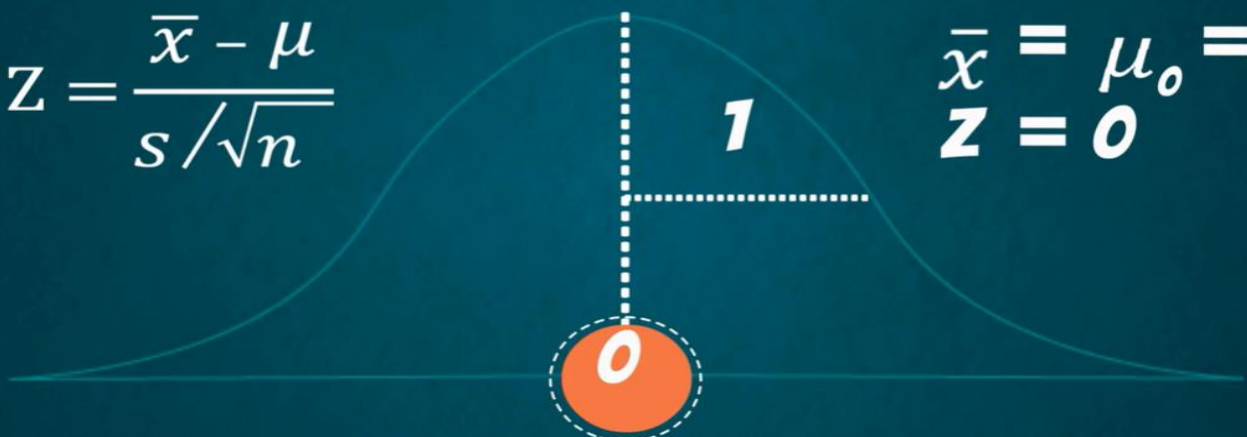 Z = (x̄ − μ) / (s/√n)
x̄ = μ₀ =
Z = 0
1
0